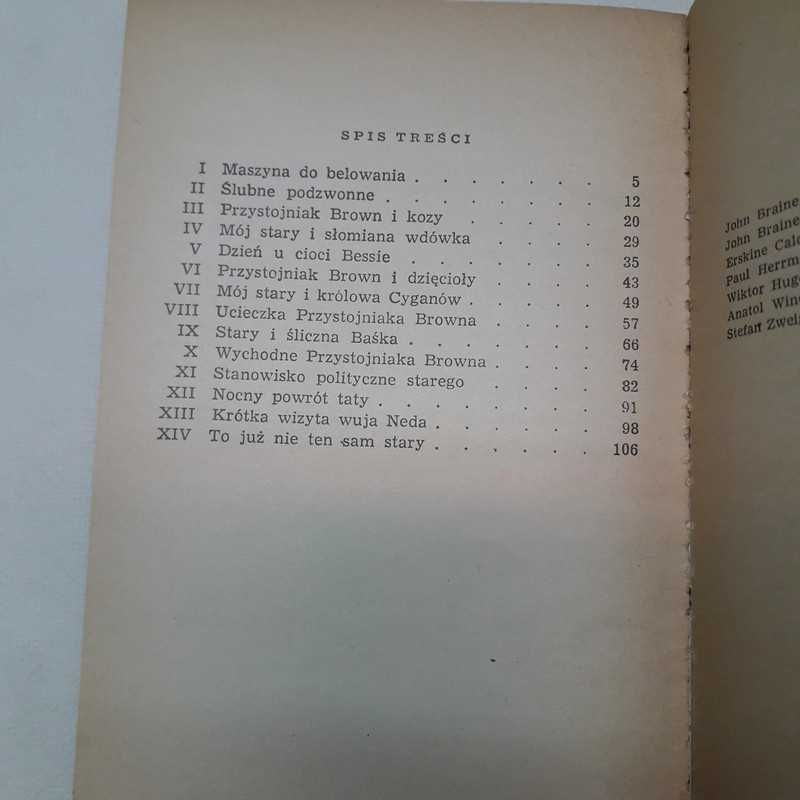 SPIS TREŚCI
I Maszyna do belowania . . . . . . . 5
II Ślubne podzwonne . . . . . . . . 12
III Przystojniak Brown i kozy . . . . . 20
IV Mój stary i słomiana wdówka . . . . 29
V Dzień u cioci Bessie . . . . . . . 35
VI Przystojniak Brown i dzięcioły . . . . 43
VII Mój stary i królowa Cyganów . . . . . 49
VIII Ucieczka Przystojniaka Browna . . . . 57
IX Stary i śliczna Baśka . . . . . . . 66
X Wychodne Przystojniaka Browna . . . . 74
XI Stanowisko polityczne starego . . . . 82
XII Nocny powrót taty . . . . . . . . 91
XIII Krótka wizyta wuja Neda . . . . . . 98
XIV To już nie ten sam stary . . . . . . 106
John Braine
John Braine
Erskine
Paul
Wiktor
Anatol
Stefan